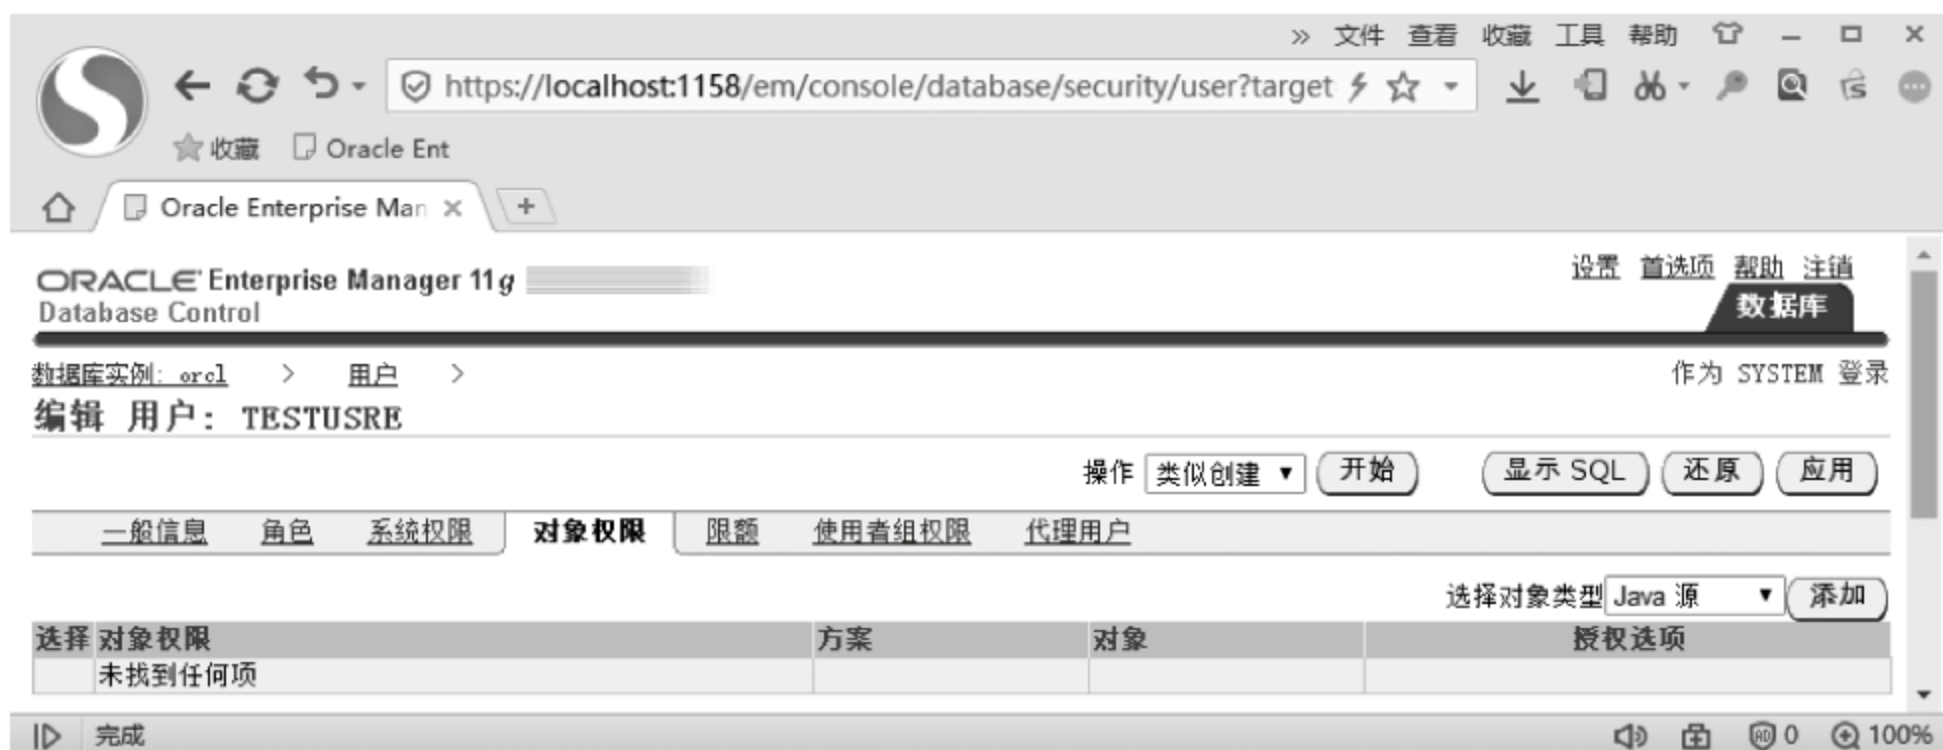 » 文件 查看 收藏 工具 帮助
https://localhost:1158/em/console/database/security/user?target
收藏 Oracle Ent
Oracle Enterprise Man
设置 首选项 帮助 注销
ORACLE Enterprise Manager 11g
Database Control
数据库
数据库实例: orcl > 用户 >
作为 SYSTEM 登录
编辑 用户: TESTUSRE
操作 类似创建 开始 显示 SQL 还原 应用
一般信息 角色 系统权限 对象权限 限额 使用者组权限 代理用户
选择对象类型 Java 源 添加
选择 对象权限 方案 对象 授权选项
未找到任何项
完成 0 100%